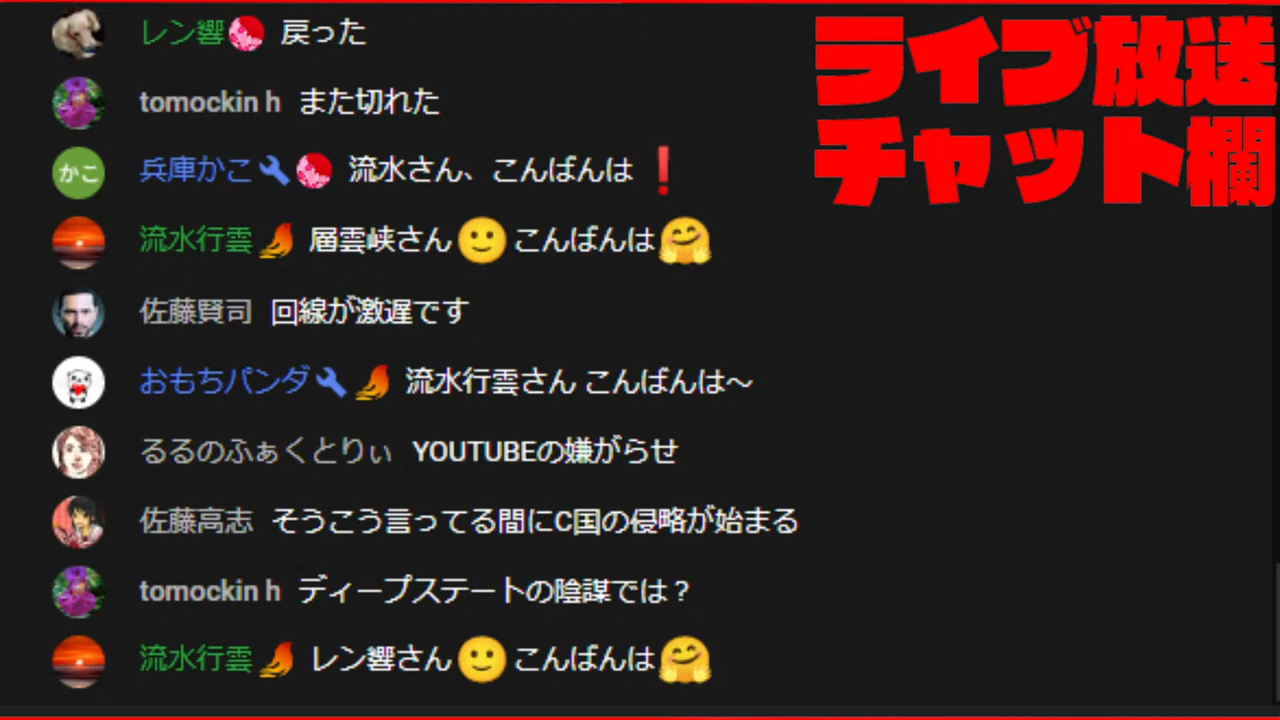 ライブ放送
チャット欄
レン響 戻った
tomockin h また切れた
かこ 兵庫かこ 流水さん、こんばんは❗
流水行雲 層雲峡さん🙂こんばんは🤗
佐藤賢司 回線が激遅です
おもちパンダ 流水行雲さん こんばんは〜
るるのふぁくとりぃ YOUTUBEの嫌がらせ
佐藤高志 そうこう言ってる間にC国の侵略が始まる
tomockin h ディープステートの陰謀では？
流水行雲 レン響さん🙂こんばんは🤗